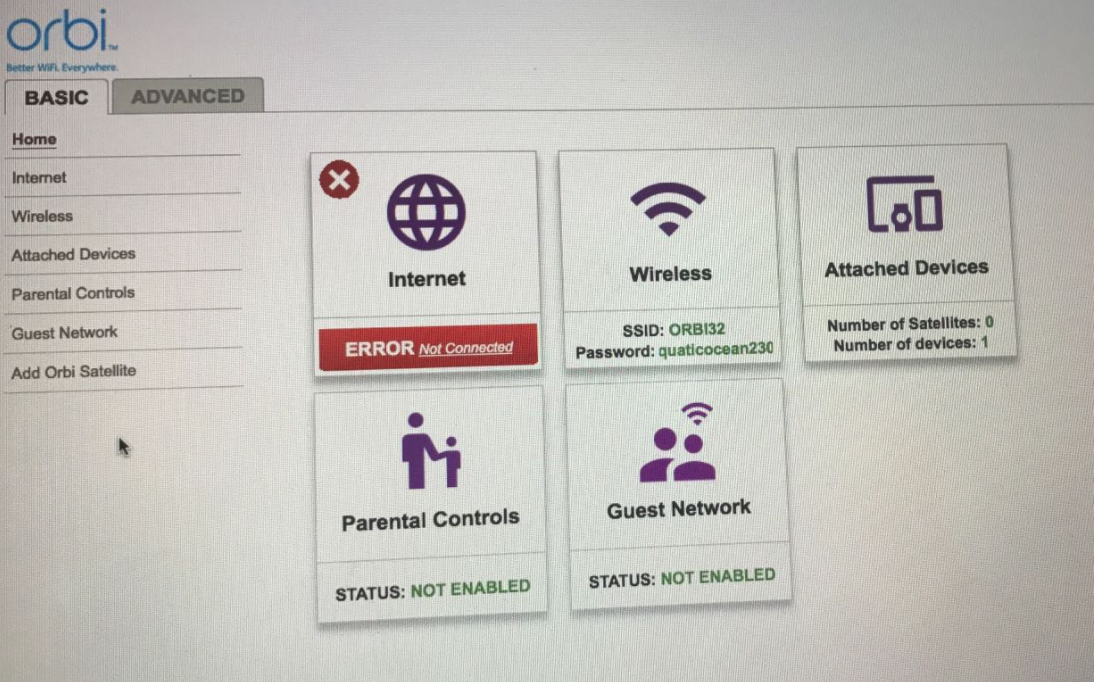 orbi™
Better WiFi. Everywhere.
BASIC
ADVANCED
Home
Internet
Wireless
Attached Devices
Parental Controls
Guest Network
Add Orbi Satellite
Internet
ERROR Not Connected
Wireless
SSID: ORBI32
Password: quaticocean230
Attached Devices
Number of Satellites: 0
Number of devices: 1
Parental Controls
STATUS: NOT ENABLED
Guest Network
STATUS: NOT ENABLED